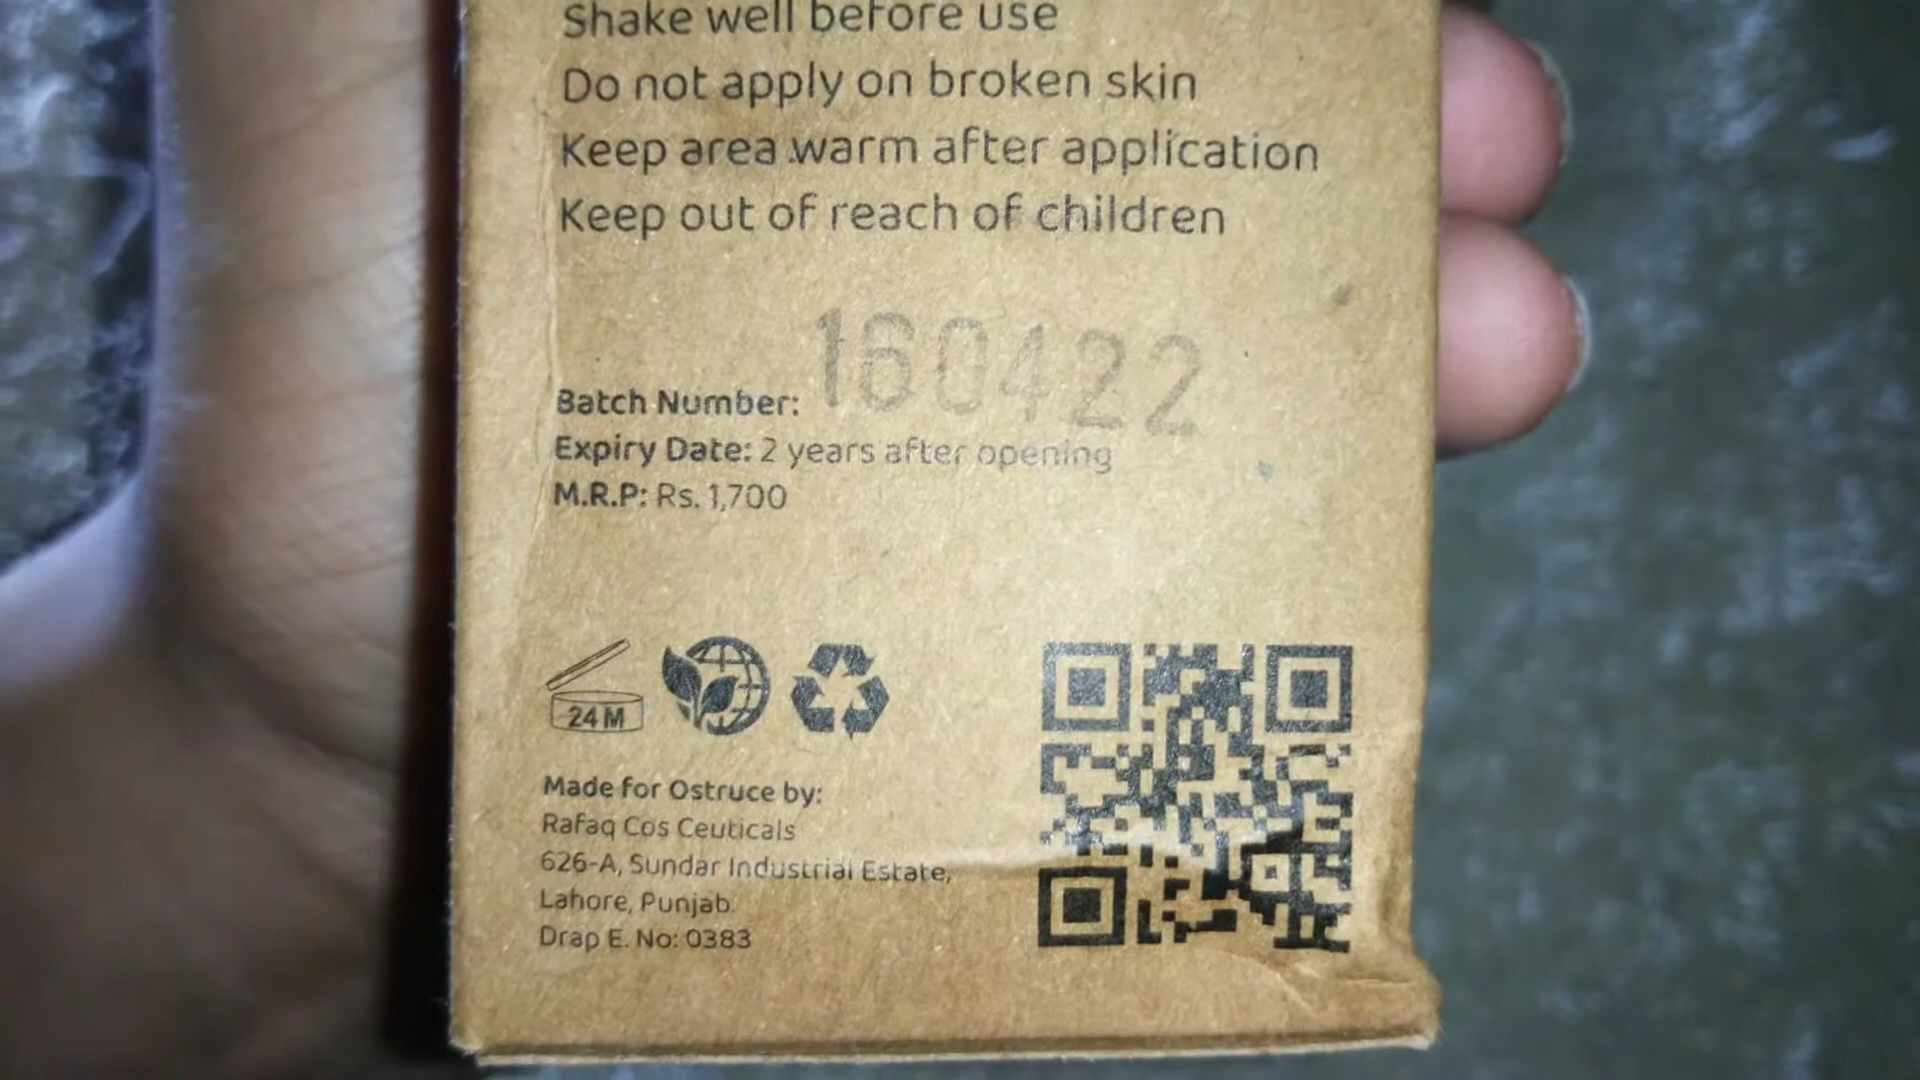 Shake well before use
Do not apply on broken skin
Keep area warm after application
Keep out of reach of children
Batch Number: 160422
Expiry Date: 2 years after opening
M.R.P: Rs. 1,700
24M
Made for Ostruce by:
Rafaq Cos Ceuticals
626-A, Sundar Industrial Estate,
Lahore, Punjab.
Drap E. No: 0383